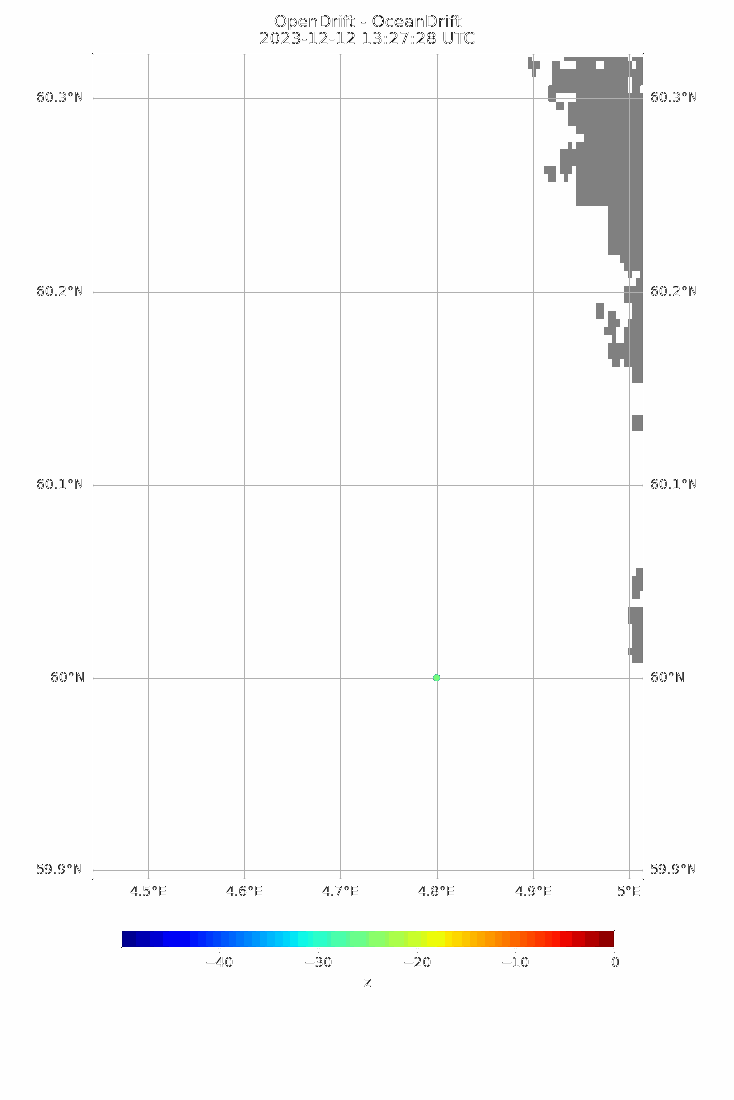 OpenDrift - OceanDrift
2023-12-12 13:27:28 UTC
60.3°N 60.3°N
60.2°N 60.2°N
60.1°N 60.1°N
60°N 60°N
59.9°N 59.9°N
4.5°E 4.6°E 4.7°E 4.8°E 4.9°E 5°E
−40 −30 −20 −10 0
z